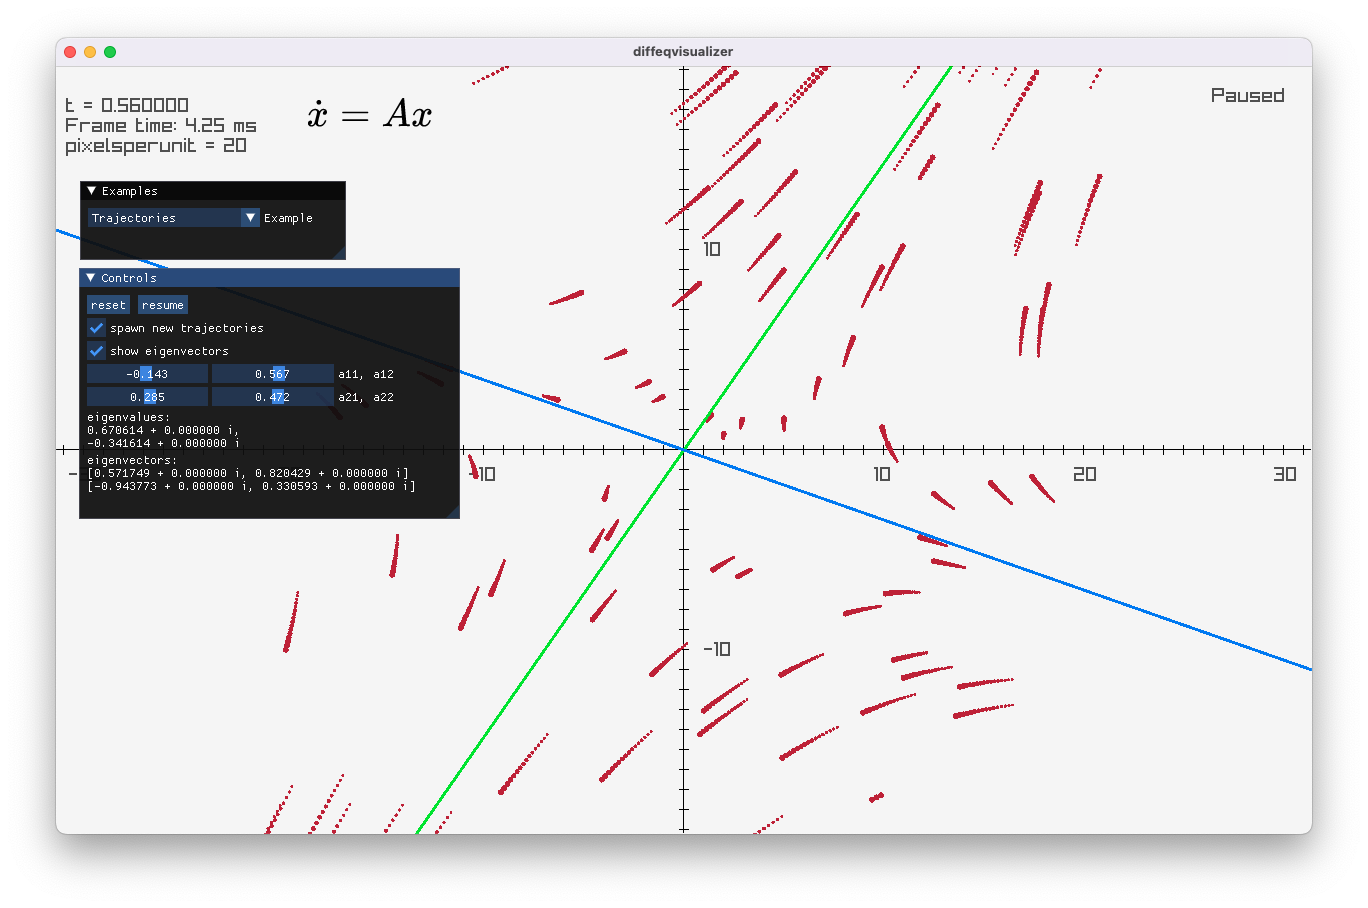 diffeqvisualizer
t = 0.560000
Frame time: 4.25 ms
pixelsperunit = 20
ẋ = Ax
Paused
Examples
Trajectories Example
Controls
reset resume
spawn new trajectories
show eigenvectors
-0.143 0.567 a11, a12
0.285 0.472 a21, a22
eigenvalues:
0.670614 + 0.000000 i,
-0.341614 + 0.000000 i
eigenvectors:
[0.571749 + 0.000000 i, 0.820429 + 0.000000 i]
[-0.943773 + 0.000000 i, 0.330593 + 0.000000 i]
10
-10 10 20 30
-10